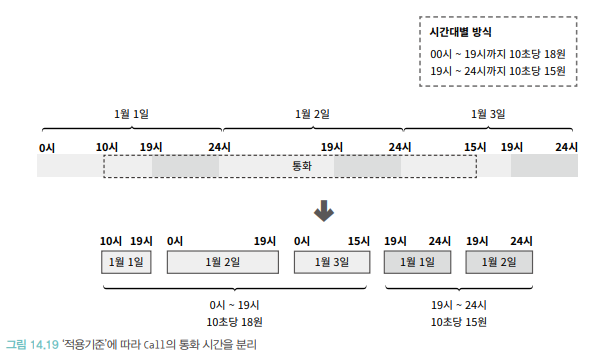 시간대별 방식
00시 ~ 19시까지 10초당 18원
19시 ~ 24시까지 10초당 15원
1월 1일 1월 2일 1월 3일
0시 10시 19시 24시 19시 24시 15시 19시 24시
통화
10시 19시 0시 19시 0시 15시 19시 24시 19시 24시
1월 1일 1월 2일 1월 3일 1월 1일 1월 2일
0시 ~ 19시 19시 ~ 24시
10초당 18원 10초당 15원
그림 14.19 '적용기준'에 따라 Call의 통화 시간을 분리